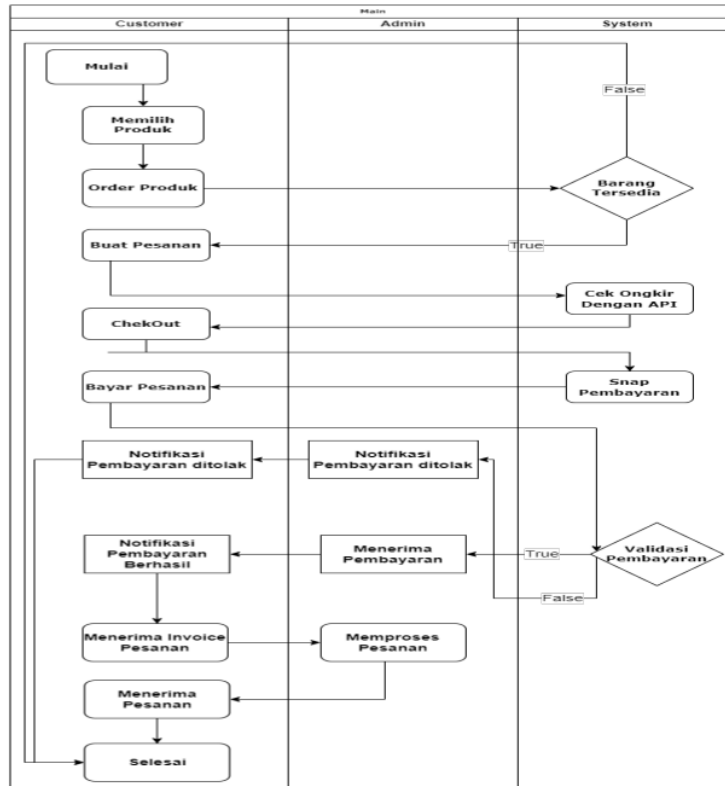 Main
Customer
Admin
System
Mulai
False
Memilih
Produk
Order Produk
Barang
Tersedia
Buat Pesanan
True
Cek Ongkir
Dengan API
ChekOut
Bayar Pesanan
Snap
Pembayaran
Notifikasi
Pembayaran ditolak
Notifikasi
Pembayaran ditolak
Notifikasi
Pembayaran
Berhasil
Menerima
Pembayaran
True
Validasi
Pembayaran
False
Menerima Invoice
Pesanan
Memproses
Pesanan
Menerima
Pesanan
Selesai